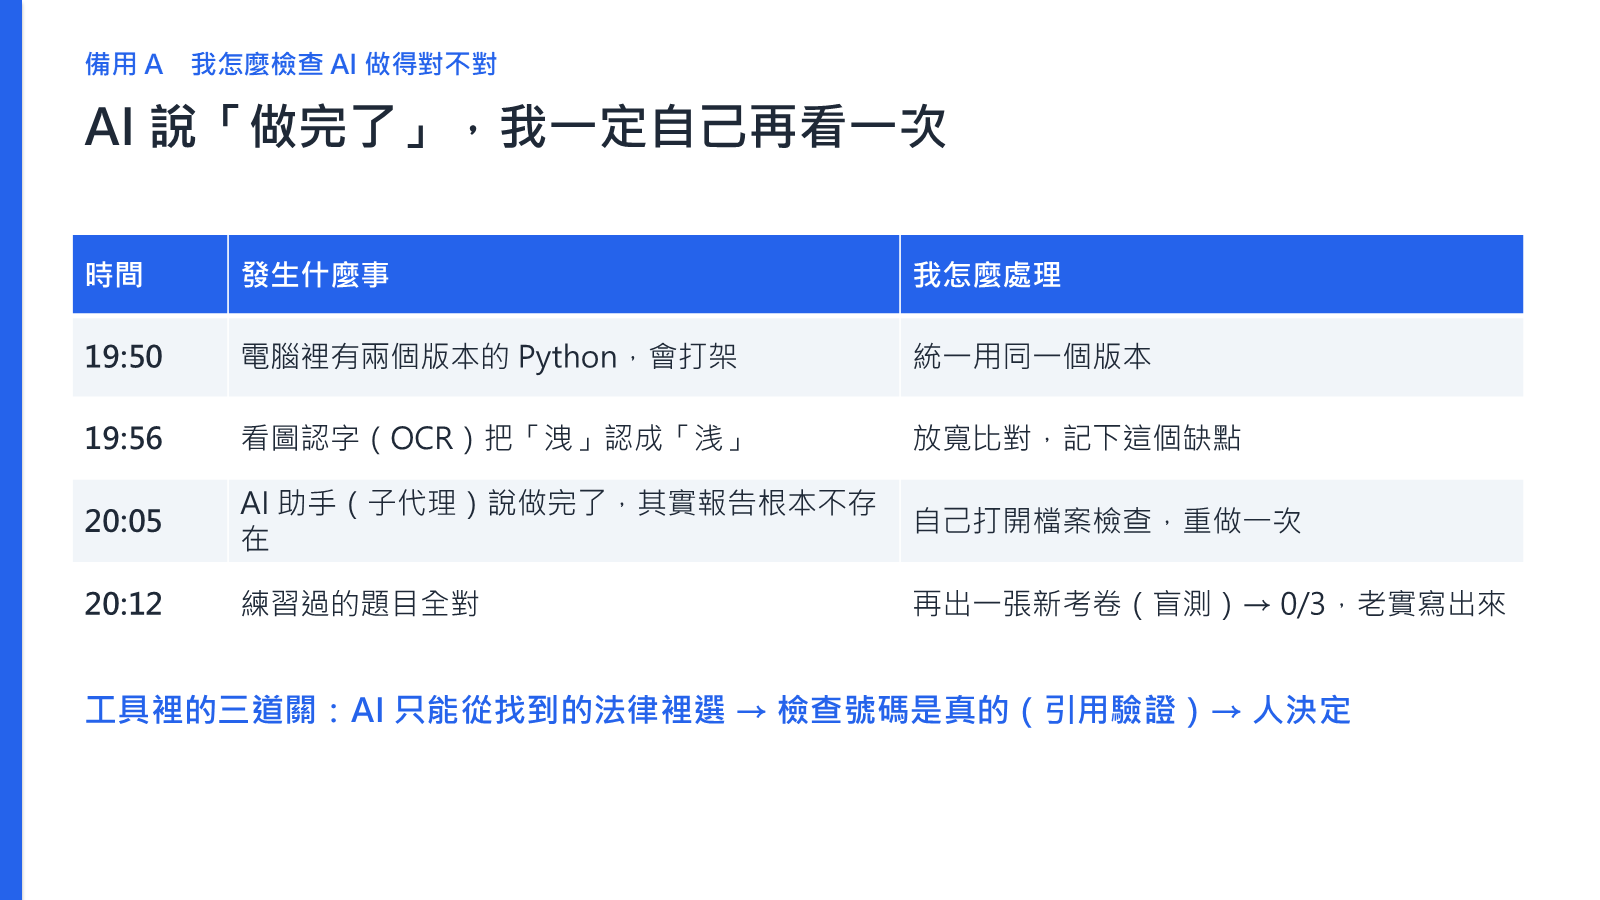 備用 A　我怎麼檢查 AI 做得對不對
AI 說「做完了」，我一定自己再看一次
時間 發生什麼事 我怎麼處理
19:50 電腦裡有兩個版本的 Python，會打架 統一用同一個版本
19:56 看圖認字（OCR）把「洩」認成「浅」 放寬比對，記下這個缺點
20:05 AI 助手（子代理）說做完了，其實報告根本不存
在 自己打開檔案檢查，重做一次
20:12 練習過的題目全對 再出一張新考卷（盲測）→ 0/3，老實寫出來
工具裡的三道關：AI 只能從找到的法律裡選 → 檢查號碼是真的（引用驗證）→ 人決定